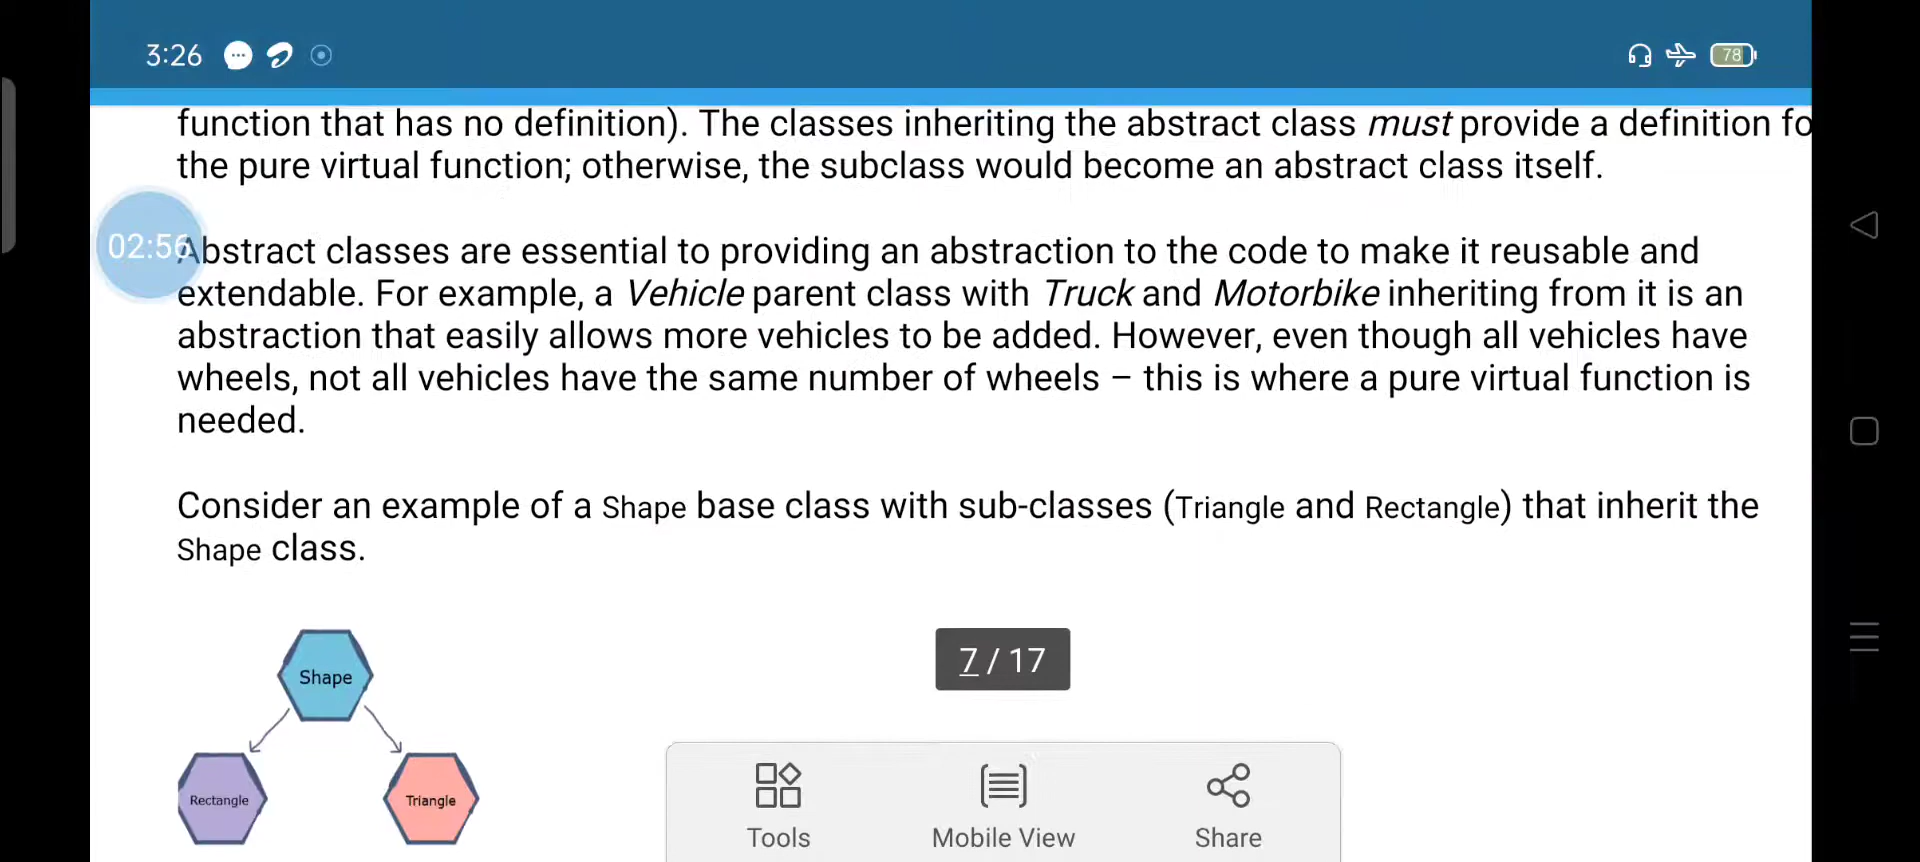 3:26
78
function that has no definition). The classes inheriting the abstract class must provide a definition fo
the pure virtual function; otherwise, the subclass would become an abstract class itself.
02:56
Abstract classes are essential to providing an abstraction to the code to make it reusable and
extendable. For example, a Vehicle parent class with Truck and Motorbike inheriting from it is an
abstraction that easily allows more vehicles to be added. However, even though all vehicles have
wheels, not all vehicles have the same number of wheels – this is where a pure virtual function is
needed.
Consider an example of a Shape base class with sub-classes (Triangle and Rectangle) that inherit the
Shape class.
Shape
7 / 17
Rectangle
Triangle
Tools
Mobile View
Share